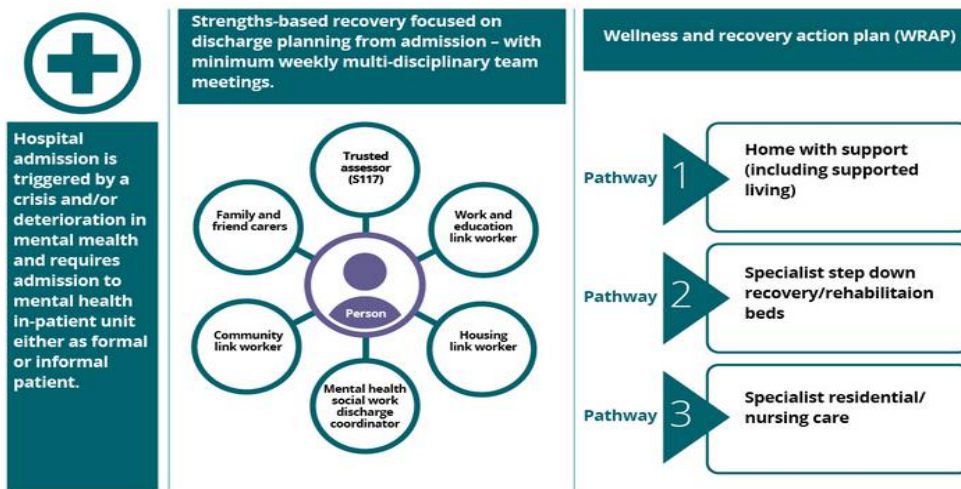 Hospital
admission is
triggered by a
crisis and/or
deterioration in
mental mealth
and requires
admission to
mental health
in-patient unit
either as formal
or informal
patient.
Strengths-based recovery focused on
discharge planning from admission – with
minimum weekly multi-disciplinary team
meetings.
Trusted
assessor
(S117)
Family and
friend carers
Work and
education
link worker
Person
Community
link worker
Housing
link worker
Mental health
social work
discharge
coordinator
Wellness and recovery action plan (WRAP)
Pathway 1
Home with support
(including supported
living)
Pathway 2
Specialist step down
recovery/rehabilitaion
beds
Pathway 3
Specialist residential/
nursing care